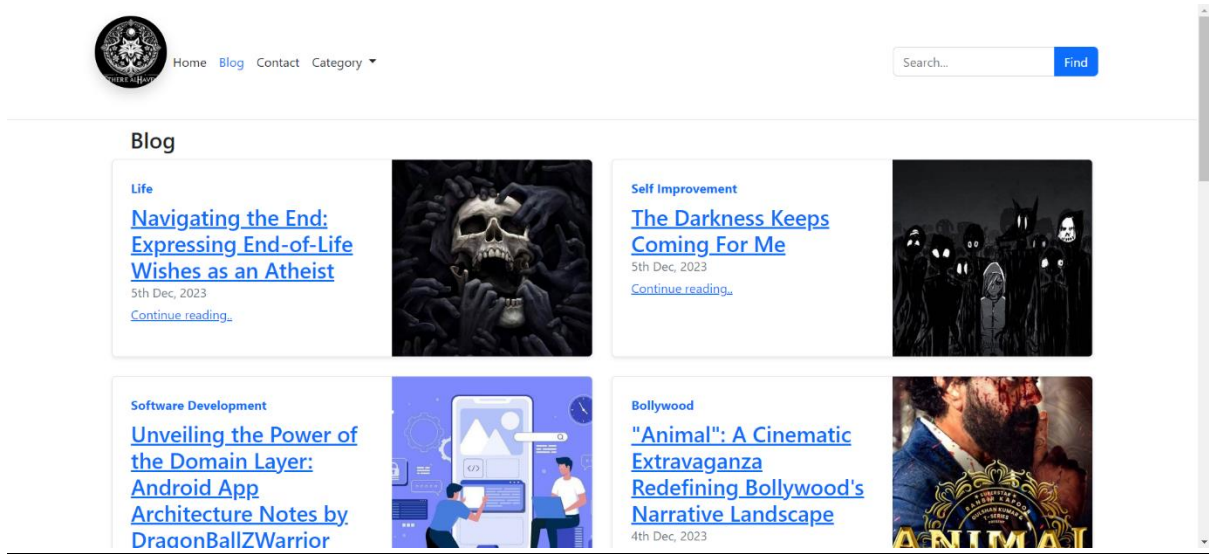 Home Blog Contact Category
Search... Find
Blog
Life
Navigating the End:
Expressing End-of-Life
Wishes as an Atheist
5th Dec, 2023
Continue reading..
Self Improvement
The Darkness Keeps
Coming For Me
5th Dec, 2023
Continue reading..
Software Development
Unveiling the Power of
the Domain Layer:
Android App
Architecture Notes by
DragonBallZWarrior
Bollywood
"Animal": A Cinematic
Extravaganza
Redefining Bollywood's
Narrative Landscape
4th Dec, 2023
ANIMAL